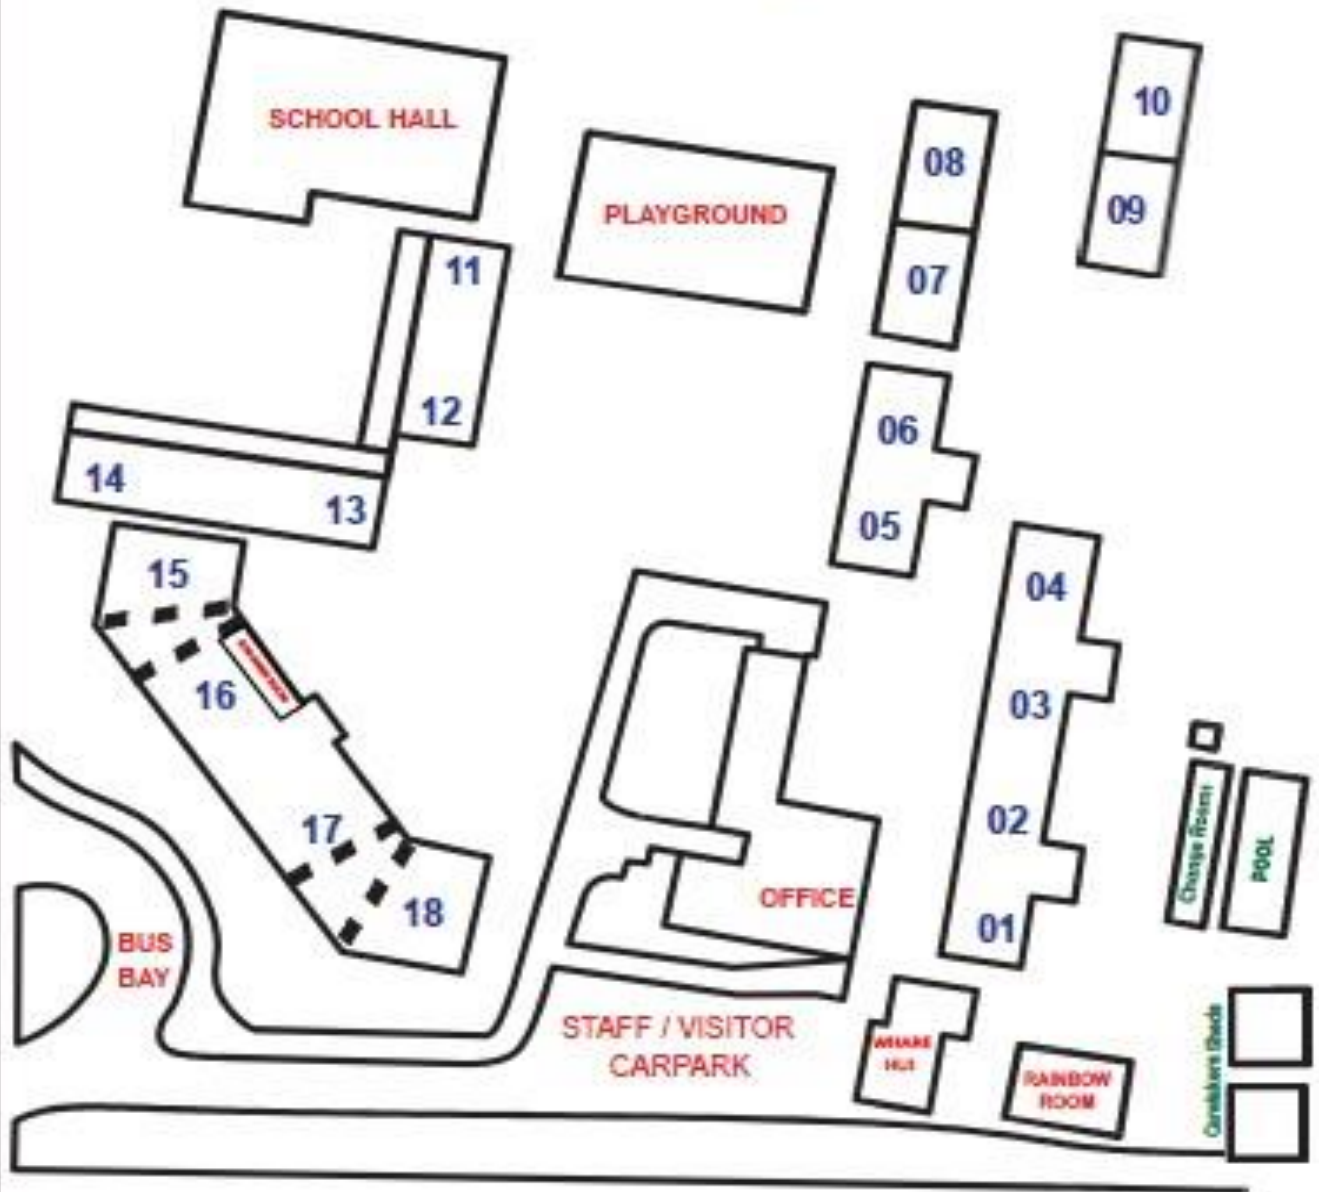 SCHOOL HALL
PLAYGROUND
10
09
08
07
11
12
06
05
14
13
15
16
17
18
04
03
02
01
Change Rooms
POOL
OFFICE
BUS
BAY
STAFF / VISITOR
CARPARK
WHARE
HUI
RAINBOW
ROOM
Caretakers Sheds